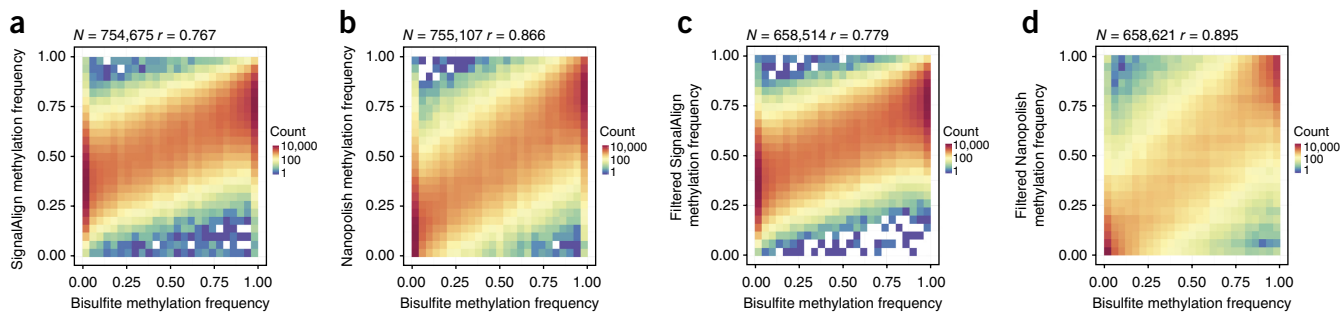 a
N = 754,675 r = 0.767
SignalAlign methylation frequency
1.00
0.75
0.50
0.25
0.00
0.00 0.25 0.50 0.75 1.00
Bisulfite methylation frequency
Count
10,000
100
1
b
N = 755,107 r = 0.866
Nanopolish methylation frequency
1.00
0.75
0.50
0.25
0.00
0.00 0.25 0.50 0.75 1.00
Bisulfite methylation frequency
Count
10,000
100
1
c
N = 658,514 r = 0.779
Filtered SignalAlign
methylation frequency
1.00
0.75
0.50
0.25
0.00
0.00 0.25 0.50 0.75 1.00
Bisulfite methylation frequency
Count
10,000
100
1
d
N = 658,621 r = 0.895
Filtered Nanopolish
methylation frequency
1.00
0.75
0.50
0.25
0.00
0.00 0.25 0.50 0.75 1.00
Bisulfite methylation frequency
Count
10,000
100
1